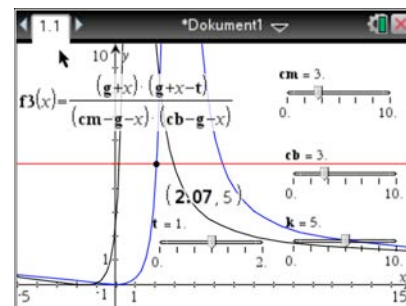 1.1 *Dokument1
10 y
f3(x)= (g+x)·(g+x-t) / (cm-g-x)·(cb-g-x)
cm = 3.
0. 10.
cb = 3.
0. 10.
(2.07,5)
t = 1. k = 5.
0. 2. 0. 10.
1
-5 -1 1 15
x